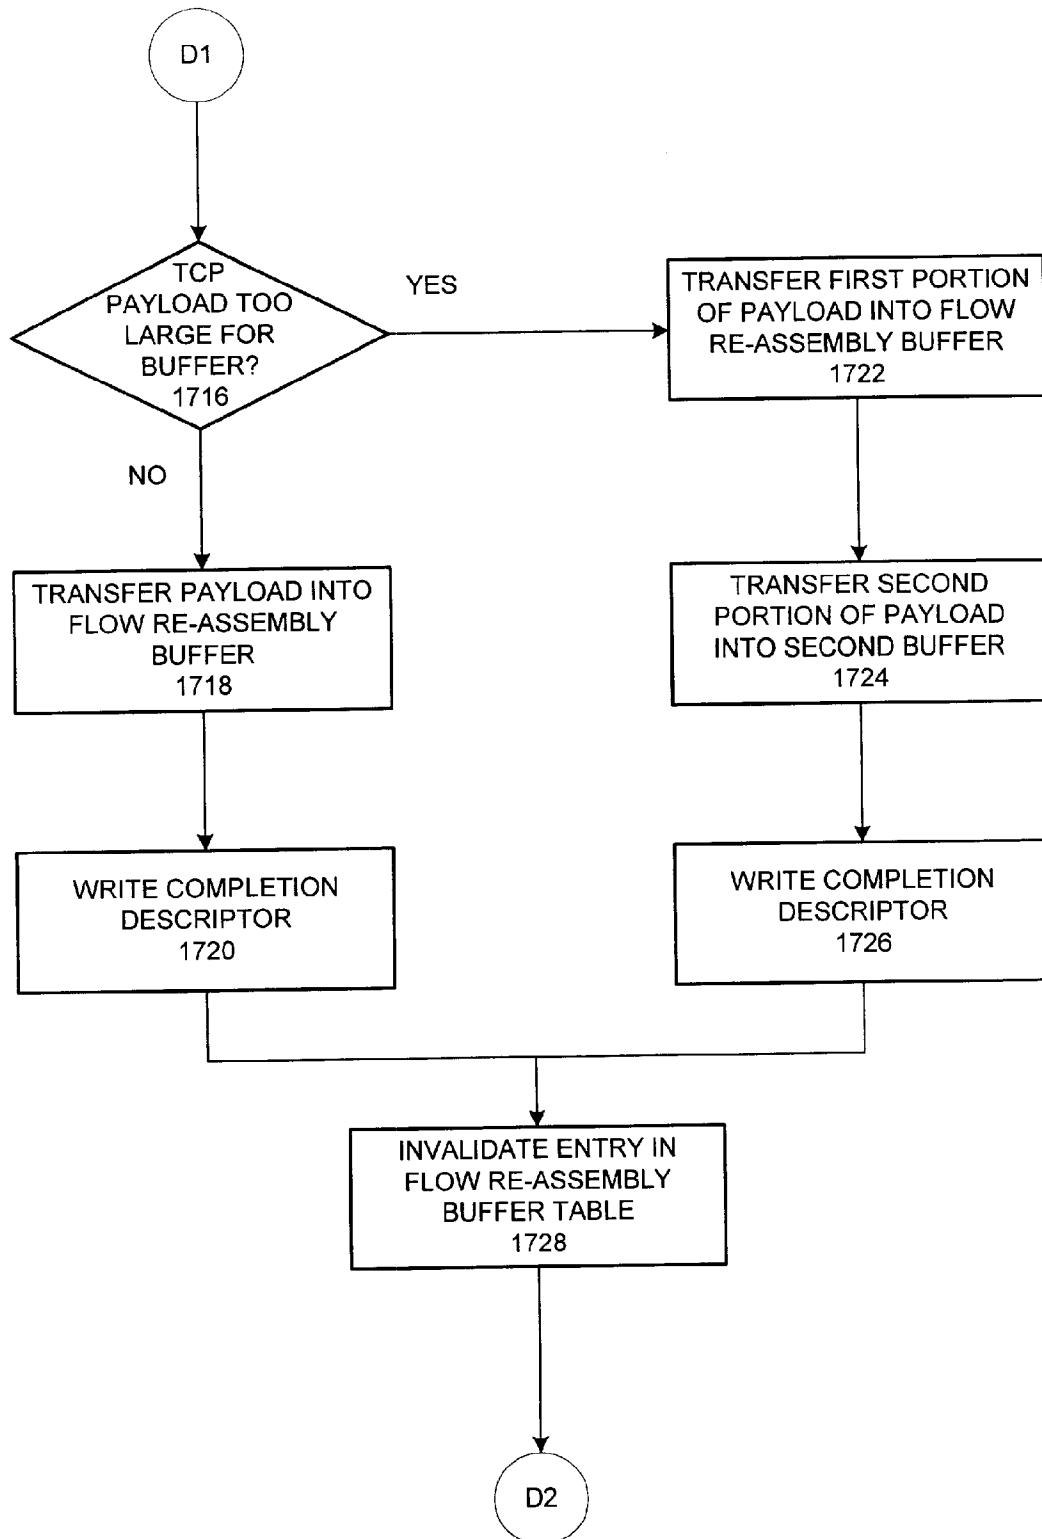 D1
TCP
PAYLOAD TOO
LARGE FOR
BUFFER?
1716
YES
NO
TRANSFER FIRST PORTION
OF PAYLOAD INTO FLOW
RE-ASSEMBLY BUFFER
1722
TRANSFER PAYLOAD INTO
FLOW RE-ASSEMBLY
BUFFER
1718
TRANSFER SECOND
PORTION OF PAYLOAD
INTO SECOND BUFFER
1724
WRITE COMPLETION
DESCRIPTOR
1720
WRITE COMPLETION
DESCRIPTOR
1726
INVALIDATE ENTRY IN
FLOW RE-ASSEMBLY
BUFFER TABLE
1728
D2